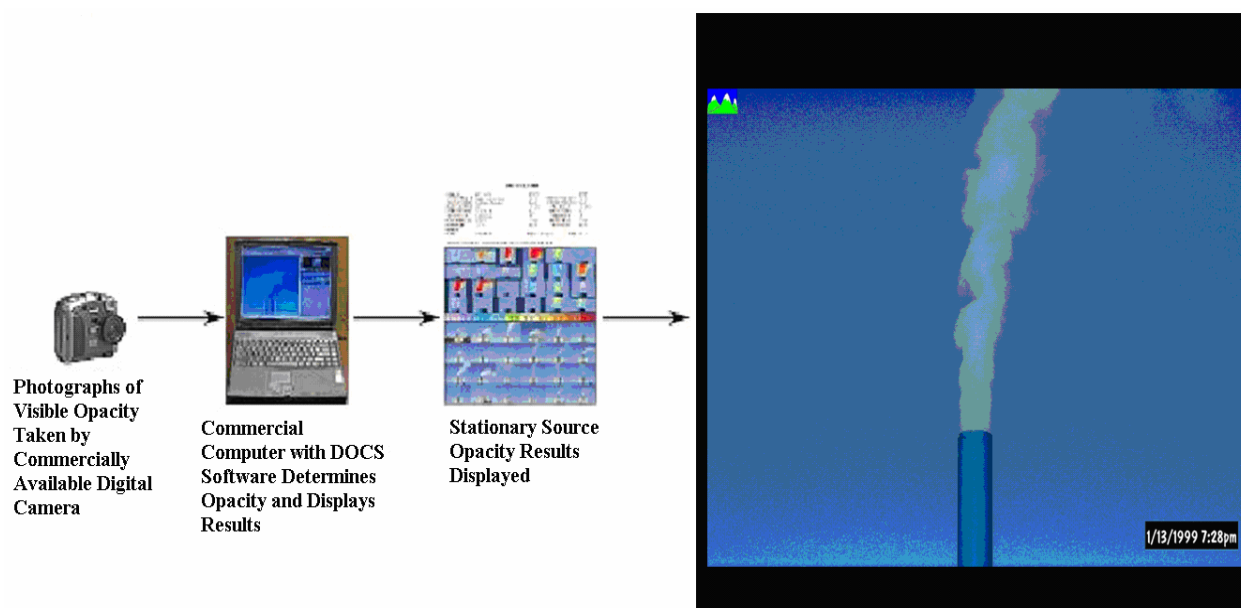 Photographs of
Visible Opacity
Taken by
Commercially
Available Digital
Camera
Commercial
Computer with DOCS
Software Determines
Opacity and Displays
Results
Stationary Source
Opacity Results
Displayed
1/13/1999 7:28pm